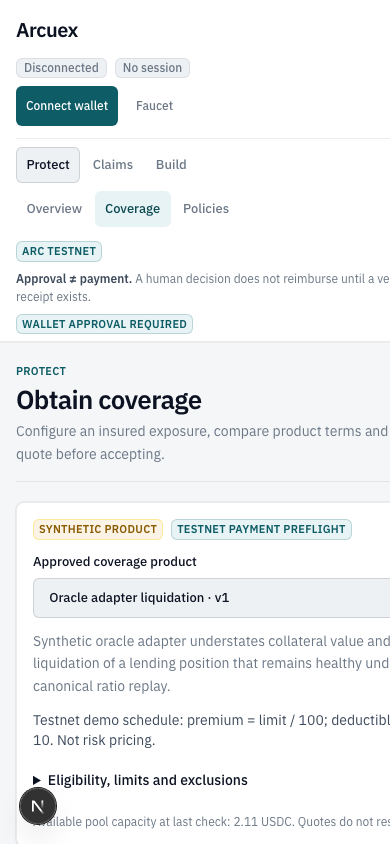 Arcuex
Disconnected No session
Connect wallet Faucet
Protect Claims Build
Overview Coverage Policies
ARC TESTNET
Approval ≠ payment. A human decision does not reimburse until a ve
receipt exists.
WALLET APPROVAL REQUIRED
PROTECT
Obtain coverage
Configure an insured exposure, compare product terms and
quote before accepting.
SYNTHETIC PRODUCT TESTNET PAYMENT PREFLIGHT
Approved coverage product
Oracle adapter liquidation · v1
Synthetic oracle adapter understates collateral value and
liquidation of a lending position that remains healthy und
canonical ratio replay.
Testnet demo schedule: premium = limit / 100; deductibl
10. Not risk pricing.
▶ Eligibility, limits and exclusions
N
ailable pool capacity at last check: 2.11 USDC. Quotes do not res